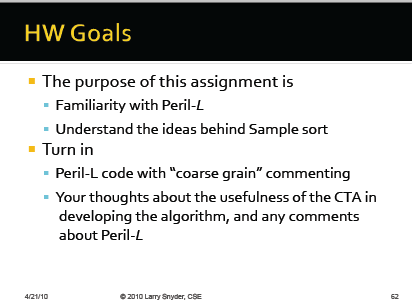 HW Goals
The purpose of this assignment is
Familiarity with Peril-L
Understand the ideas behind Sample sort
Turn in
Peril-L code with “coarse grain” commenting
Your thoughts about the usefulness of the CTA in
developing the algorithm, and any comments
about Peril-L
4/21/10 © 2010 Larry Snyder, CSE 62